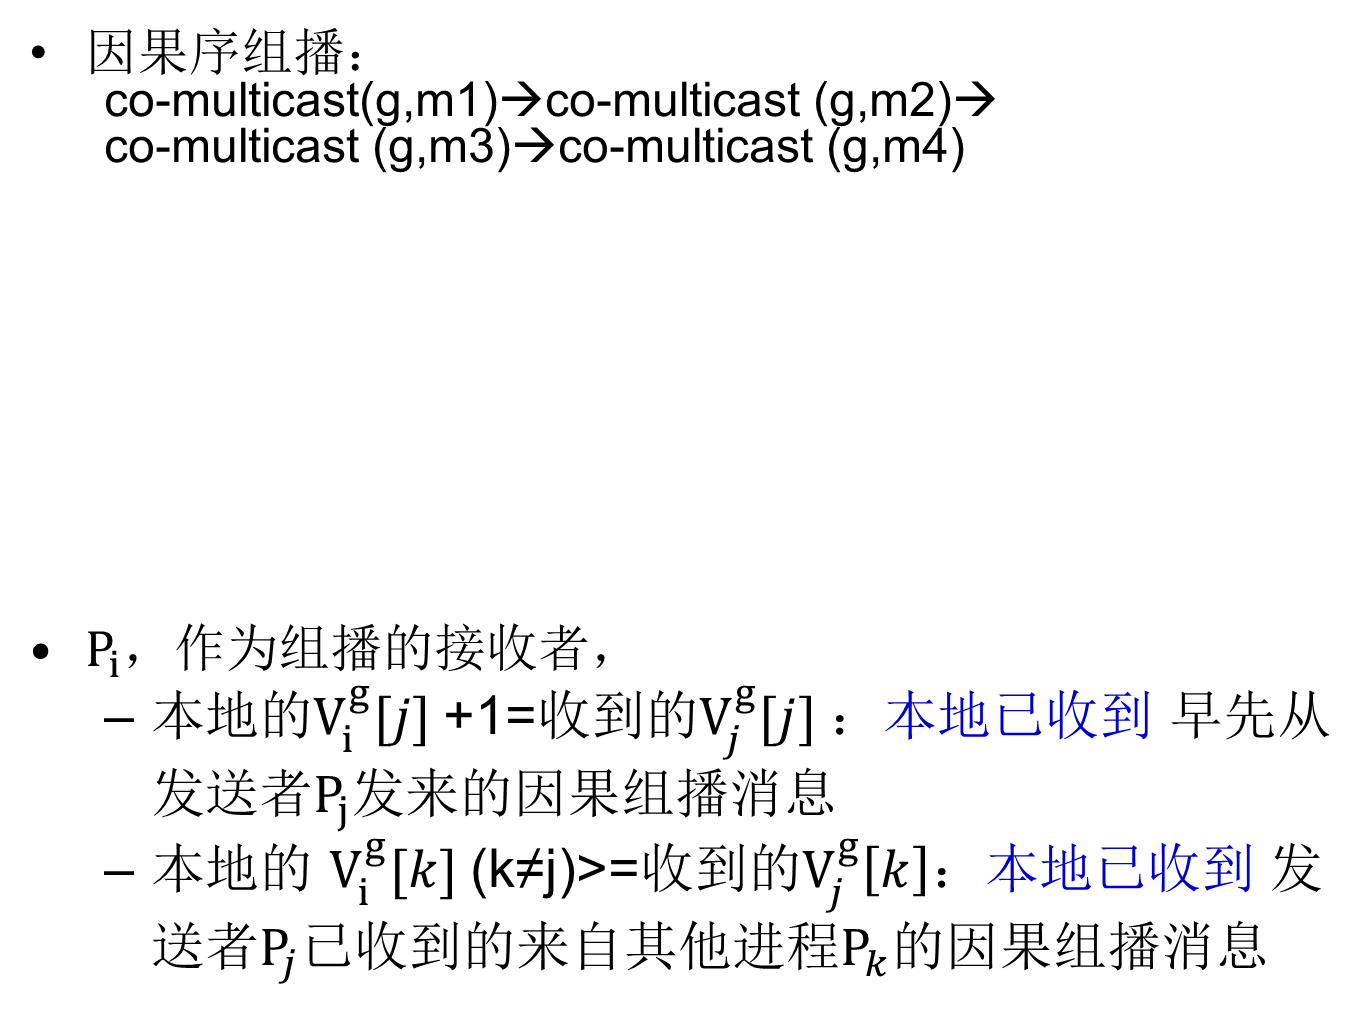 • 因果序组播：
co-multicast(g,m1)→co-multicast (g,m2)→
co-multicast (g,m3)→co-multicast (g,m4)
• Pᵢ，作为组播的接收者，
– 本地的Vᵢᵍ[j] +1=收到的Vⱼᵍ[j] ：本地已收到 早先从
发送者Pⱼ发来的因果组播消息
– 本地的 Vᵢᵍ[k] (k≠j)>=收到的Vⱼᵍ[k]：本地已收到 发
送者Pⱼ已收到的来自其他进程Pₖ的因果组播消息